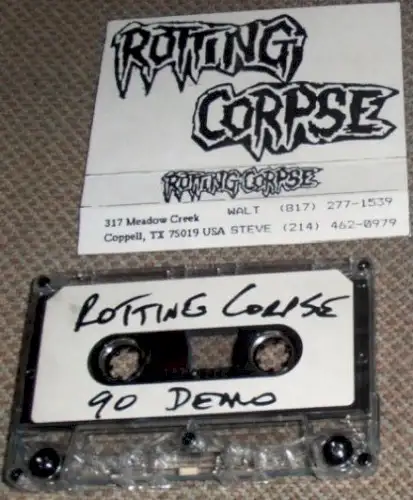 ROTTING
CORPSE
ROTTING CORPSE
317 Meadow Creek WALT (817) 277-1539
Coppell, TX 75019 USA STEVE (214) 462-0979
ROTTING CORPSE
90 DEMO